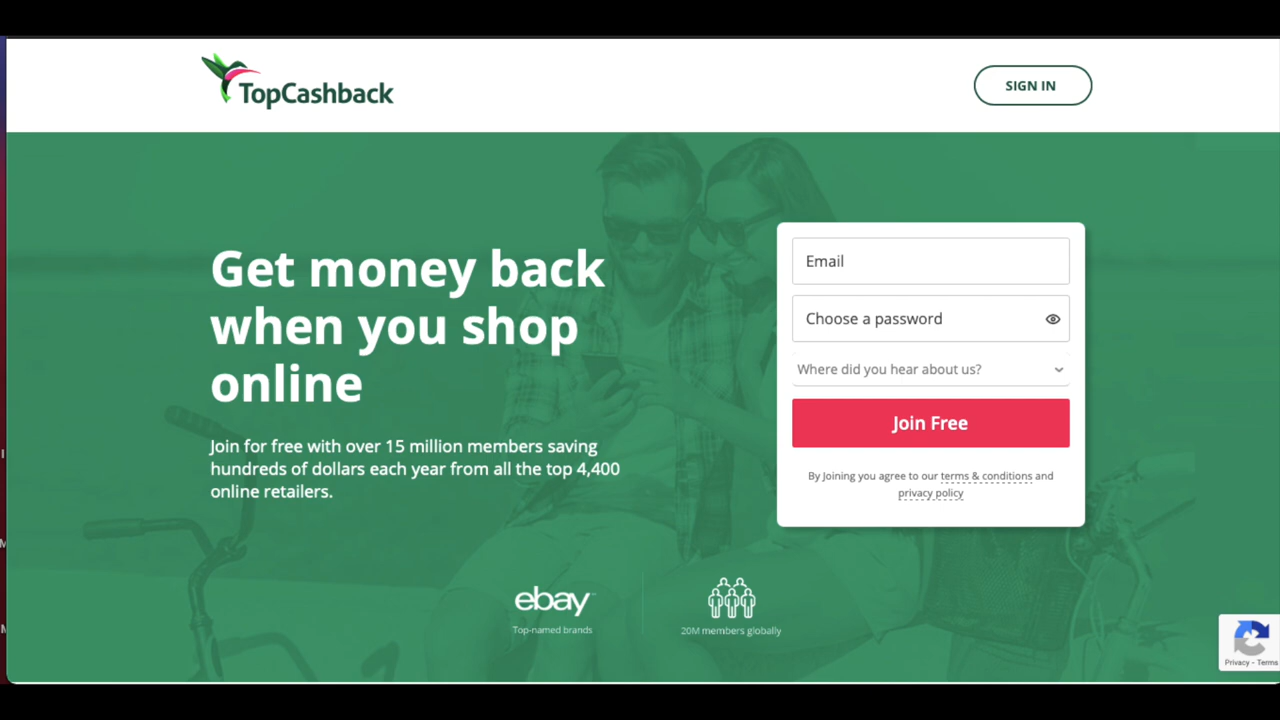 TopCashback
SIGN IN
Get money back
when you shop
online
Join for free with over 15 million members saving
hundreds of dollars each year from all the top 4,400
online retailers.
Email
Choose a password
Where did you hear about us?
Join Free
By Joining you agree to our terms & conditions and
privacy policy
ebay
Top-named brands
20M members globally
Privacy - Terms